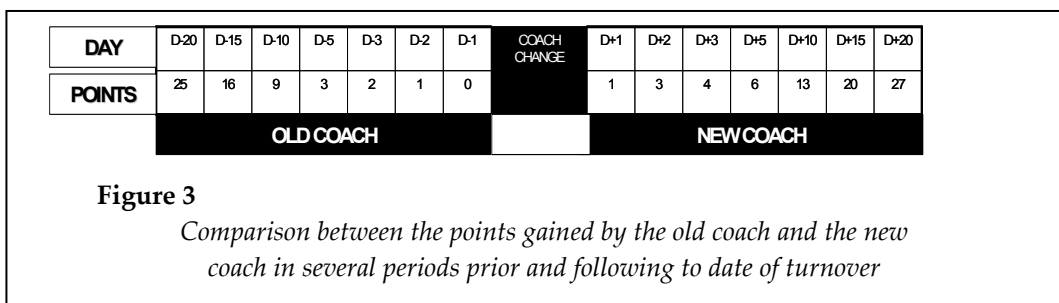 DAY D-20 D-15 D-10 D-5 D-3 D-2 D-1 COACH CHANGE D+1 D+2 D+3 D+5 D+10 D+15 D+20
POINTS 25 16 9 3 2 1 0 1 3 4 6 13 20 27
OLD COACH NEW COACH
Figure 3
Comparison between the points gained by the old coach and the new
coach in several periods prior and following to date of turnover